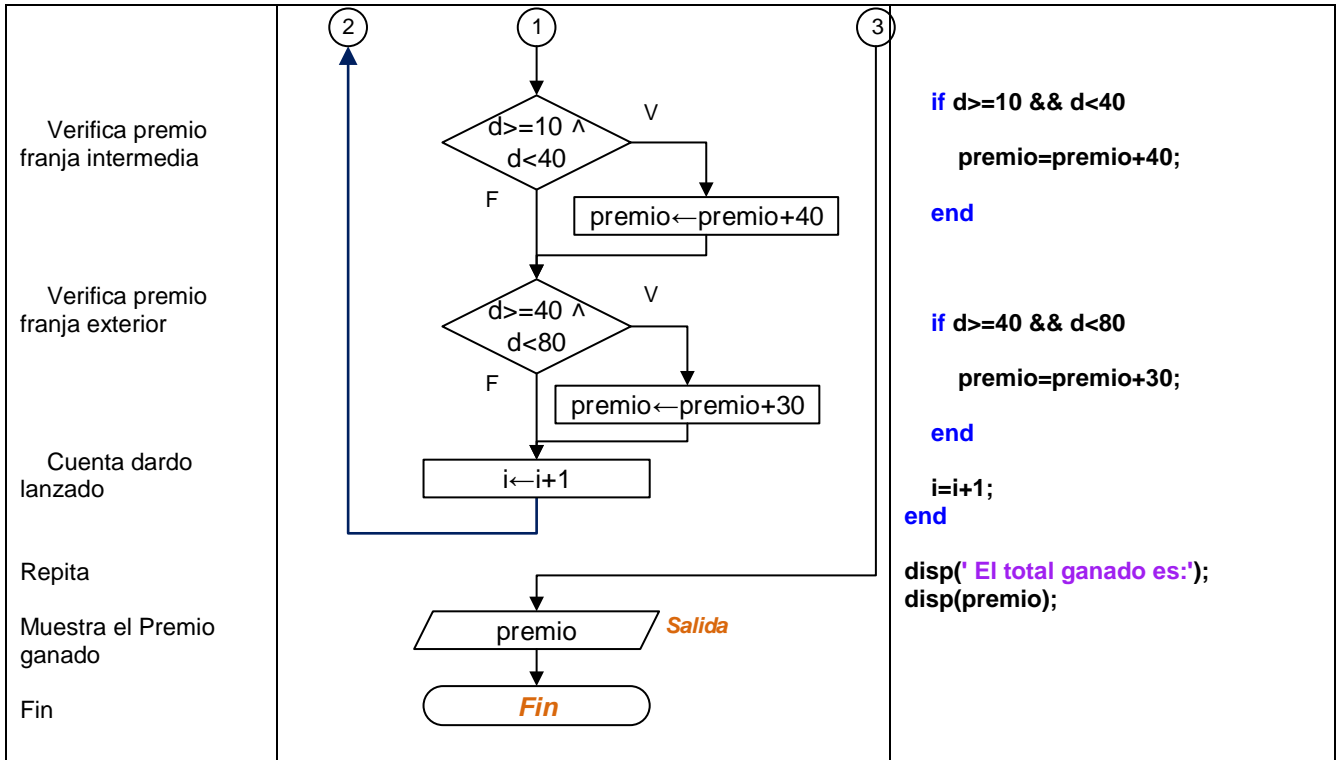 2
1
3
Verifica premio
franja intermedia
d>=10 ᴧ
d<40
V
F
premio←premio+40
if d>=10 && d<40
premio=premio+40;
end
Verifica premio
franja exterior
d>=40 ᴧ
d<80
V
F
premio←premio+30
if d>=40 && d<80
premio=premio+30;
end
Cuenta dardo
lanzado
i←i+1
i=i+1;
end
Repita
disp(' El total ganado es:');
disp(premio);
Muestra el Premio
ganado
premio
Salida
Fin
Fin